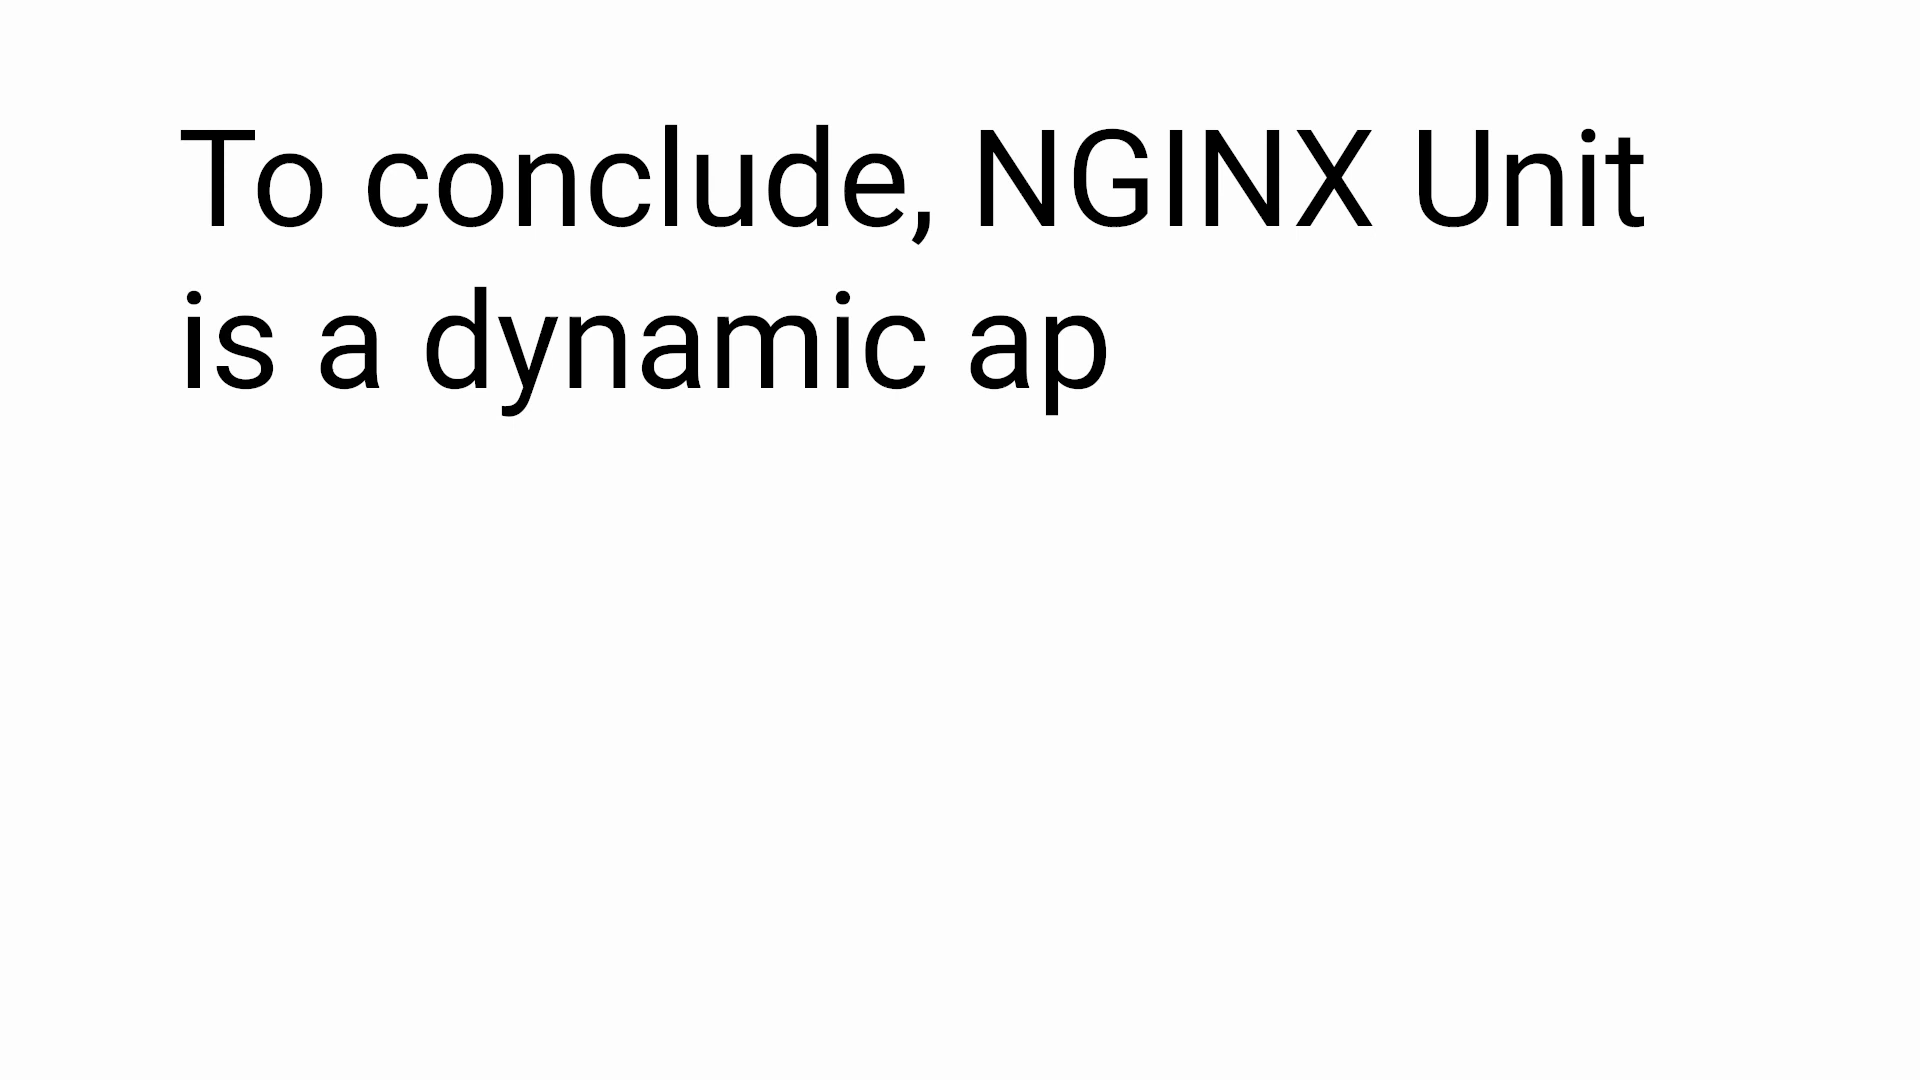 To conclude, NGINX Unit
is a dynamic ap